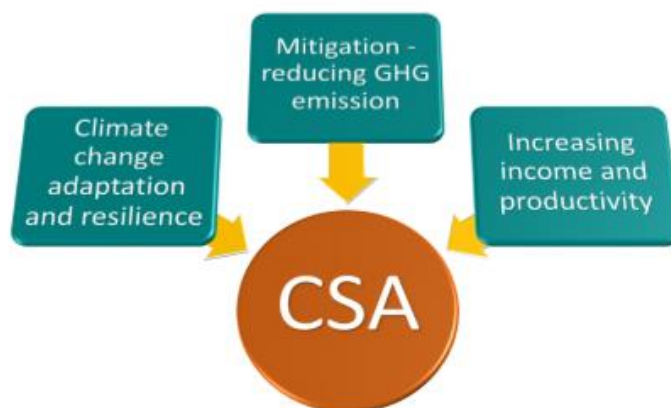 Climate
change
adaptation
and resilience
Mitigation -
reducing GHG
emission
Increasing
income and
productivity
CSA